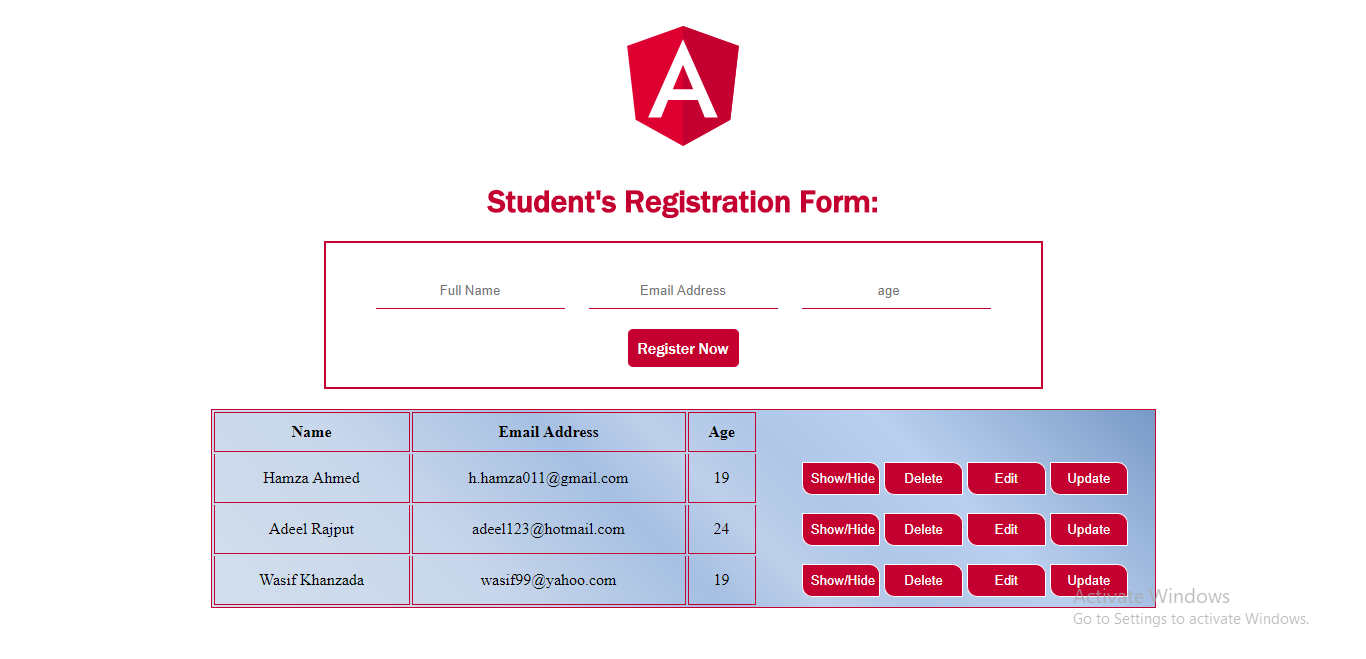 A
Student's Registration Form:
Full Name Email Address age
Register Now
Name Email Address Age
Hamza Ahmed h.hamza011@gmail.com 19 Show/Hide Delete Edit Update
Adeel Rajput adeel123@hotmail.com 24 Show/Hide Delete Edit Update
Wasif Khanzada wasif99@yahoo.com 19 Show/Hide Delete Edit Update
Activate Windows
Go to Settings to activate Windows.